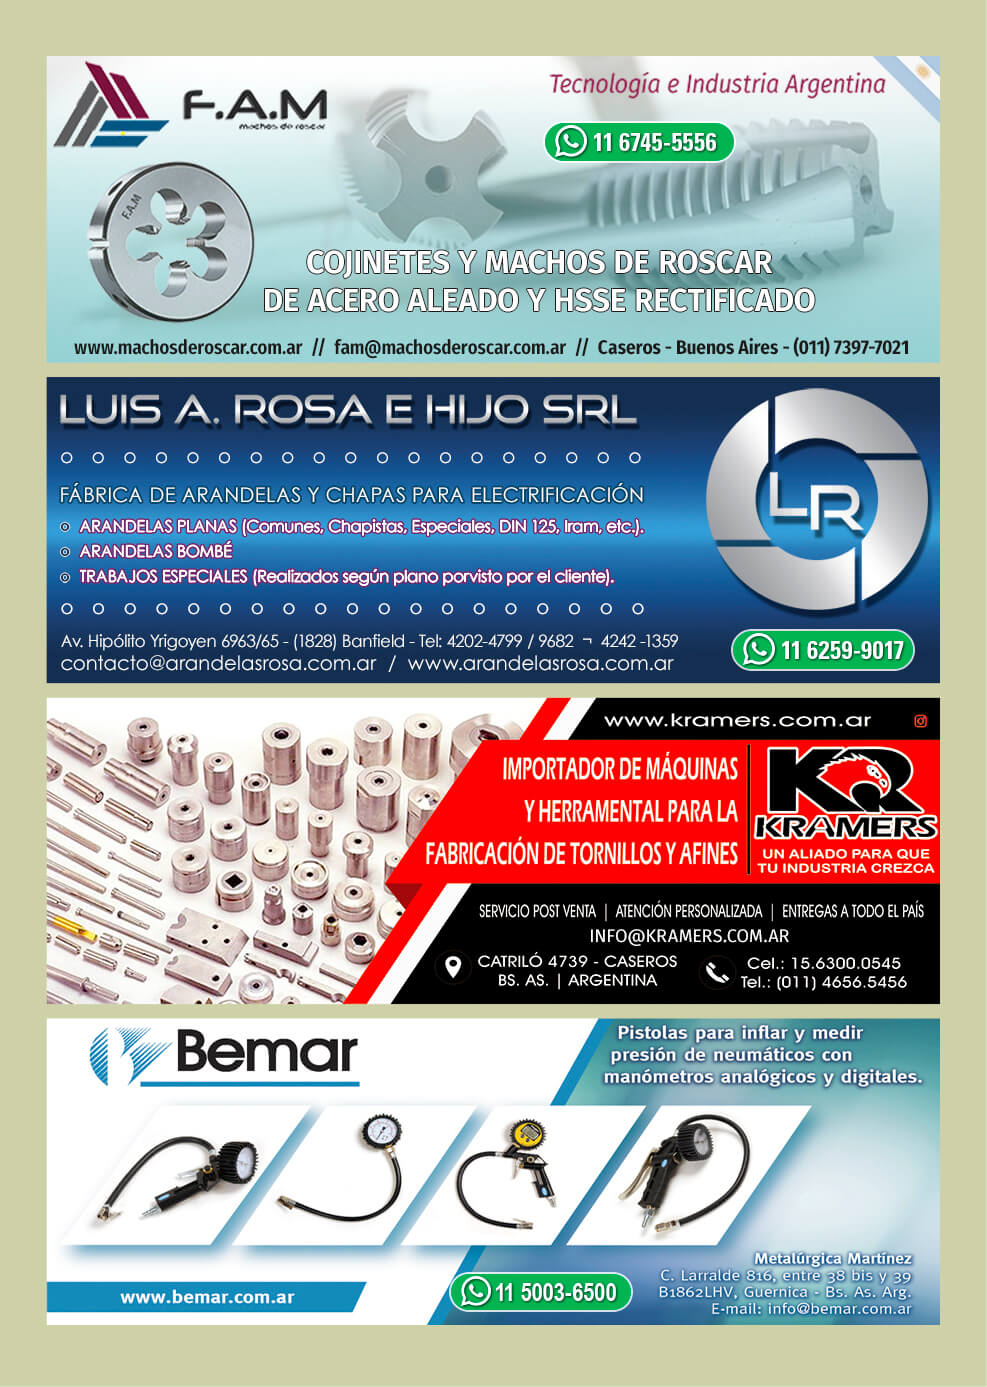 F.A.M
machos de roscar
Tecnología e Industria Argentina
11 6745-5556
F.A.M
COJINETES Y MACHOS DE ROSCAR
DE ACERO ALEADO Y HSSE RECTIFICADO
www.machosderoscar.com.ar // fam@machosderoscar.com.ar // Caseros - Buenos Aires - (011) 7397-7021
LUIS A. ROSA E HIJO SRL
FÁBRICA DE ARANDELAS Y CHAPAS PARA ELECTRIFICACIÓN
ARANDELAS PLANAS (Comunes, Chapistas, Especiales, DIN 125, Iram, etc.).
ARANDELAS BOMBÉ
TRABAJOS ESPECIALES (Realizados según plano porvisto por el cliente).
LR
Av. Hipólito Yrigoyen 6963/65 - (1828) Banfield - Tel: 4202-4799 / 9682 ¬ 4242 -1359
contacto@arandelasrosa.com.ar / www.arandelasrosa.com.ar
11 6259-9017
www.kramers.com.ar
IMPORTADOR DE MÁQUINAS
Y HERRAMENTAL PARA LA
FABRICACIÓN DE TORNILLOS Y AFINES
KR
KRAMERS
UN ALIADO PARA QUE
TU INDUSTRIA CREZCA
SERVICIO POST VENTA | ATENCIÓN PERSONALIZADA | ENTREGAS A TODO EL PAÍS
INFO@KRAMERS.COM.AR
CATRILÓ 4739 - CASEROS
BS. AS. | ARGENTINA
Cel.: 15.6300.0545
Tel.: (011) 4656.5456
Bemar
Pistolas para inflar y medir
presión de neumáticos con
manómetros analógicos y digitales.
www.bemar.com.ar
11 5003-6500
Metalúrgica Martínez
C. Larralde 816, entre 38 bis y 39
B1862LHV, Guernica - Bs. As. Arg.
E-mail: info@bemar.com.ar